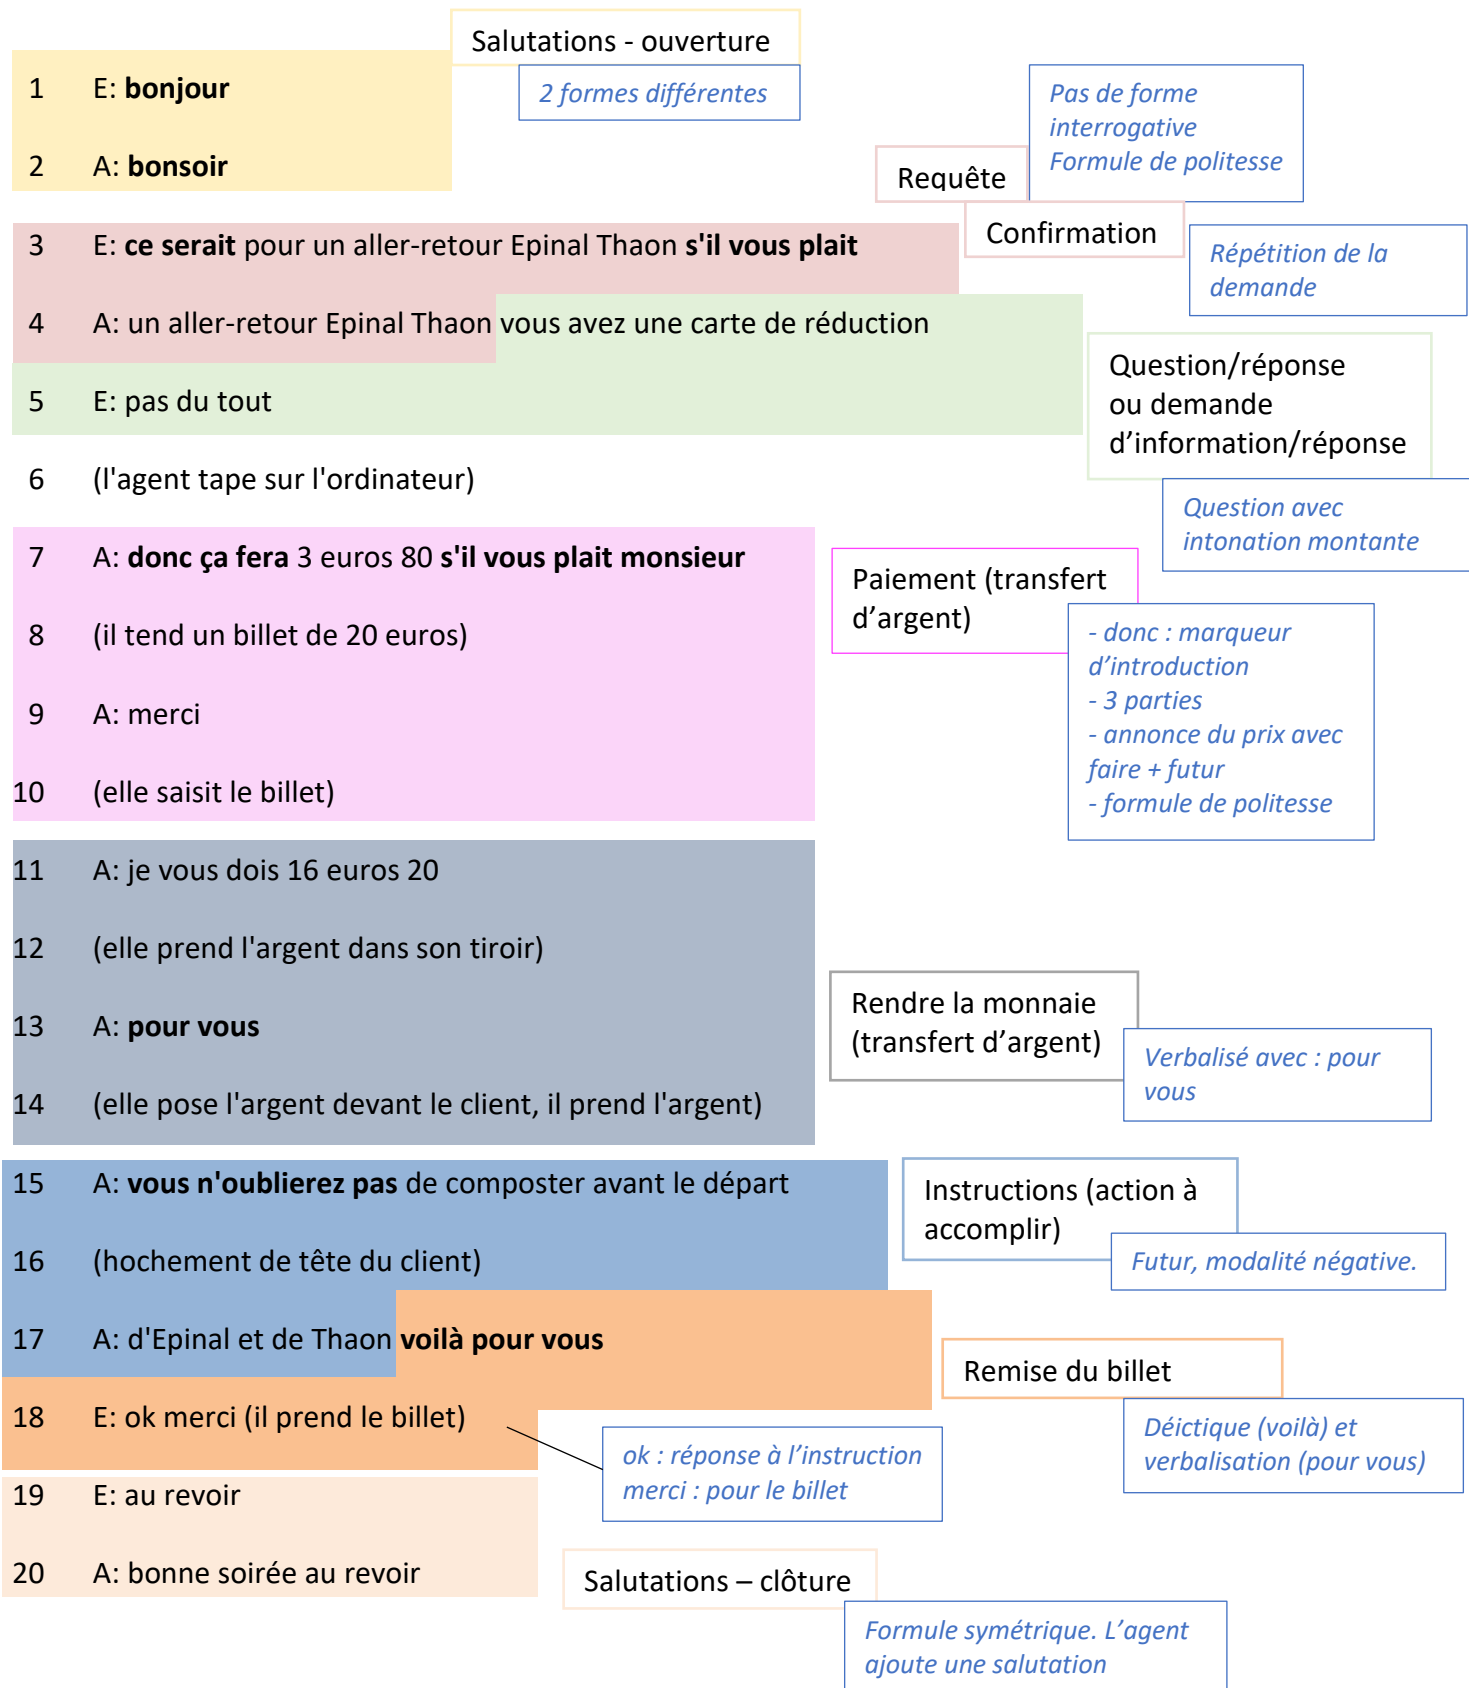 Salutations - ouverture
1 E: bonjour
2 formes différentes
Pas de forme
interrogative
Formule de politesse
2 A: bonsoir
Requête
3 E: ce serait pour un aller-retour Epinal Thaon s'il vous plait
Confirmation
Répétition de la
demande
4 A: un aller-retour Epinal Thaon vous avez une carte de réduction
5 E: pas du tout
Question/réponse
ou demande
d’information/réponse
6 (l'agent tape sur l'ordinateur)
Question avec
intonation montante
7 A: donc ça fera 3 euros 80 s'il vous plait monsieur
Paiement (transfert
d’argent)
8 (il tend un billet de 20 euros)
- donc : marqueur
d’introduction
- 3 parties
- annonce du prix avec
faire + futur
- formule de politesse
9 A: merci
10 (elle saisit le billet)
11 A: je vous dois 16 euros 20
12 (elle prend l'argent dans son tiroir)
13 A: pour vous
Rendre la monnaie
(transfert d’argent)
Verbalisé avec : pour
vous
14 (elle pose l'argent devant le client, il prend l'argent)
15 A: vous n'oublierez pas de composter avant le départ
Instructions (action à
accomplir)
16 (hochement de tête du client)
Futur, modalité négative.
17 A: d'Epinal et de Thaon voilà pour vous
Remise du billet
18 E: ok merci (il prend le billet)
Déictique (voilà) et
verbalisation (pour vous)
ok : réponse à l’instruction
merci : pour le billet
19 E: au revoir
20 A: bonne soirée au revoir
Salutations – clôture
Formule symétrique. L’agent
ajoute une salutation